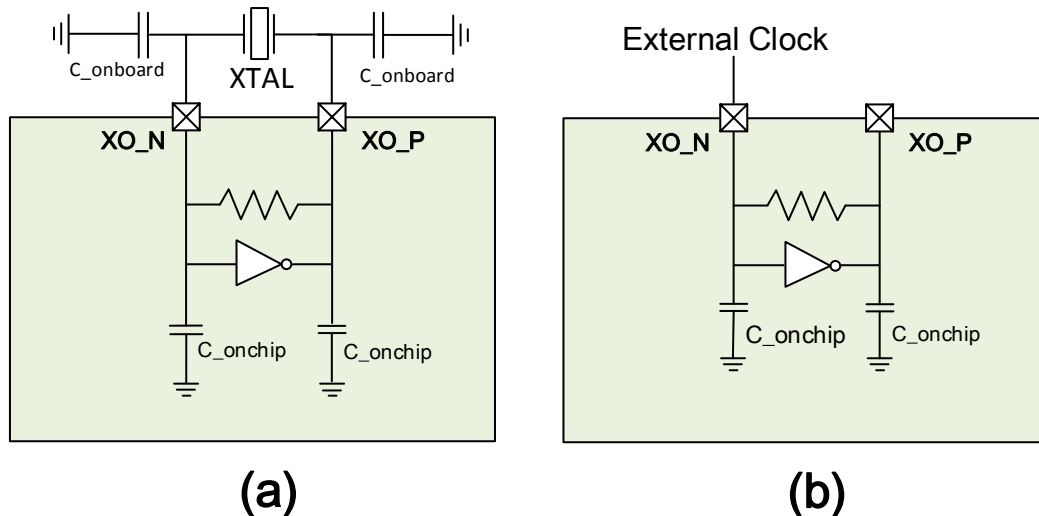 C_onboard
XTAL
C_onboard
XO_N
XO_P
C_onchip
C_onchip
(a)
External Clock
XO_N
XO_P
C_onchip
C_onchip
(b)